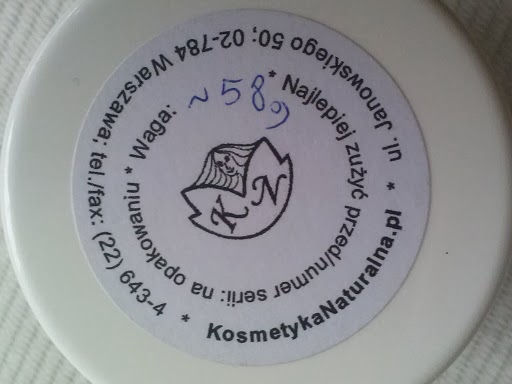 * KosmetykaNaturalna.pl * ul. Janowskiego 50; 02-784 Warszawa; tel./fax: (22) 643-4
* Najlepiej zużyć przed/numer serii: na opakowaniu * Waga: ~58g
KN